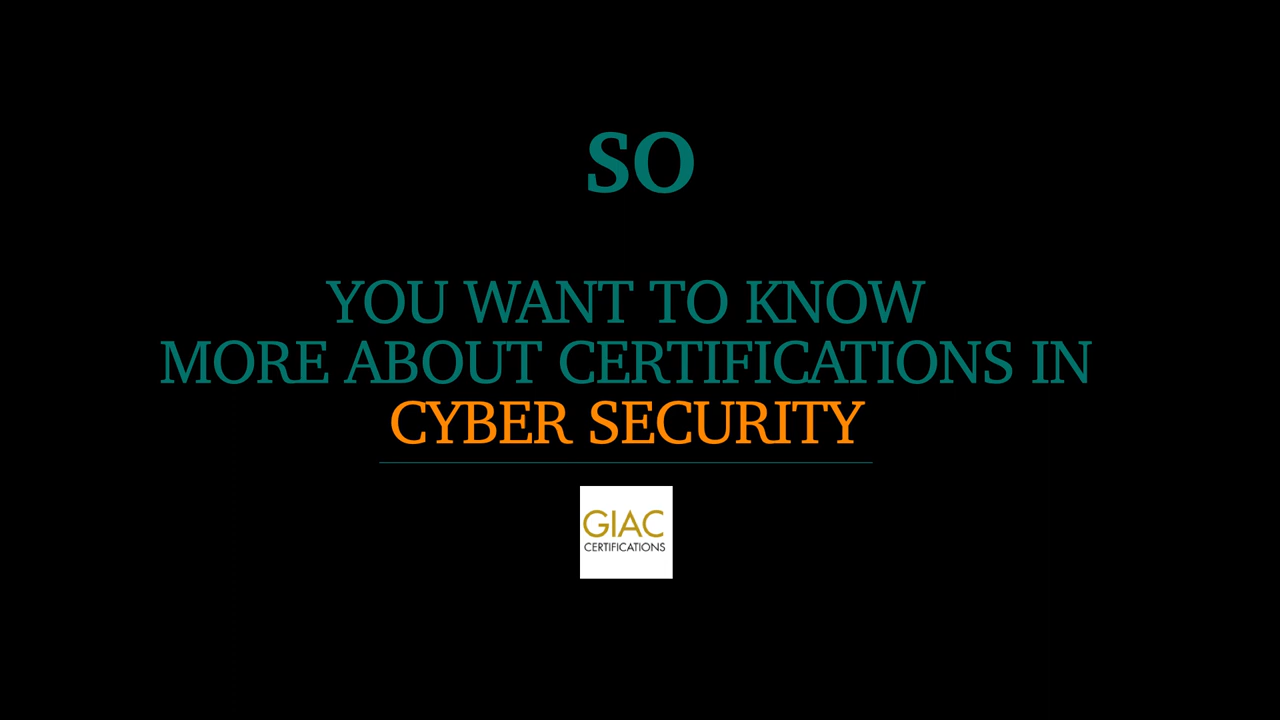 SO
YOU WANT TO KNOW
MORE ABOUT CERTIFICATIONS IN
CYBER SECURITY
GIAC
CERTIFICATIONS